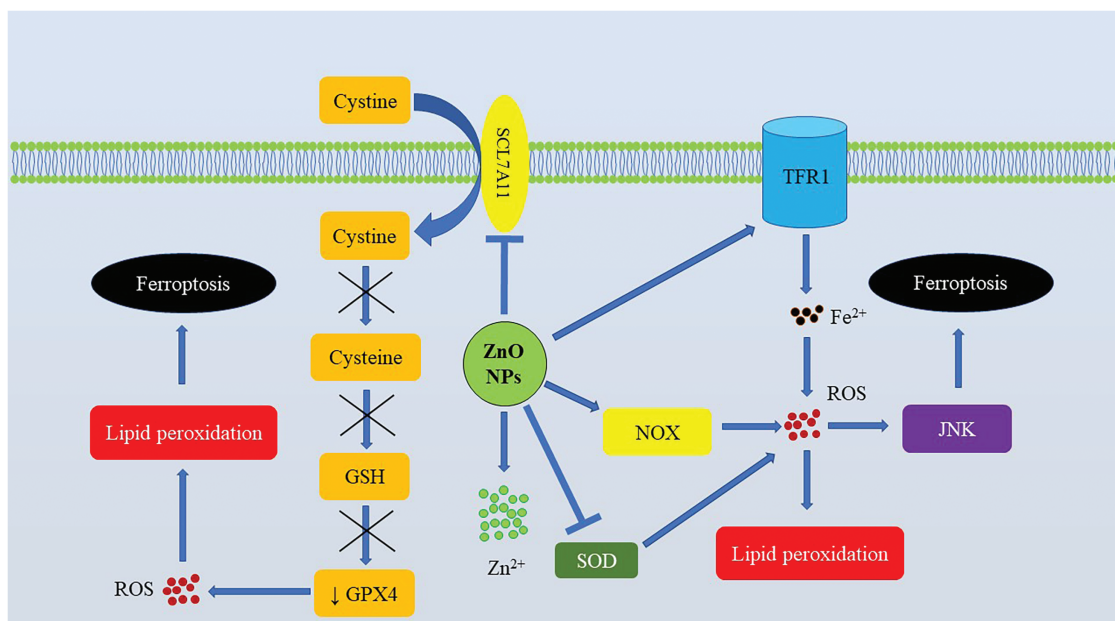 Cystine
SCL7A11
TFR1
Cystine
Ferroptosis
Ferroptosis
Fe²⁺
ZnO
NPs
Cysteine
ROS
Lipid peroxidation
NOX
JNK
GSH
Zn²⁺
SOD
Lipid peroxidation
ROS
↓ GPX4